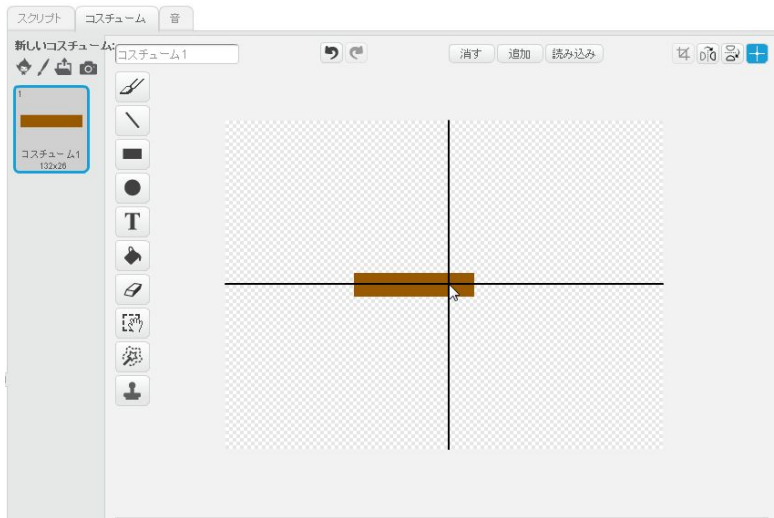 スクリプト コスチューム 音
新しいコスチューム:
コスチューム1 消す 追加 読み込み
1
T
コスチューム1
132x26